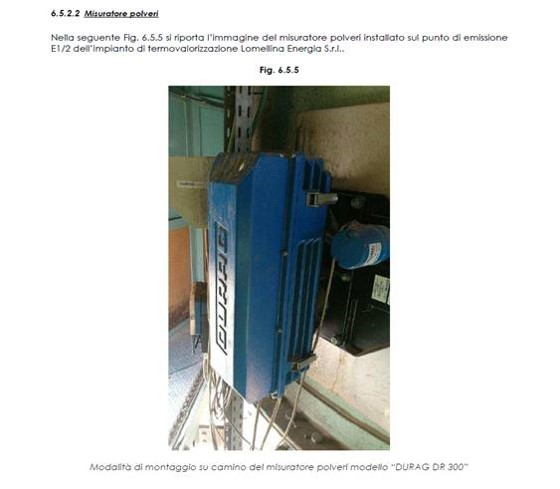 6.5.2.2 Misuratore polveri
Nella seguente Fig. 6.5.5 si riporta l'immagine del misuratore polveri installato sul punto di emissione
E1/2 dell'impianto di termovalorizzazione Lomellina Energia S.r.l..
Fig. 6.5.5
DURAG
Modalità di montaggio su camino del misuratore polveri modello "DURAG DR 300"